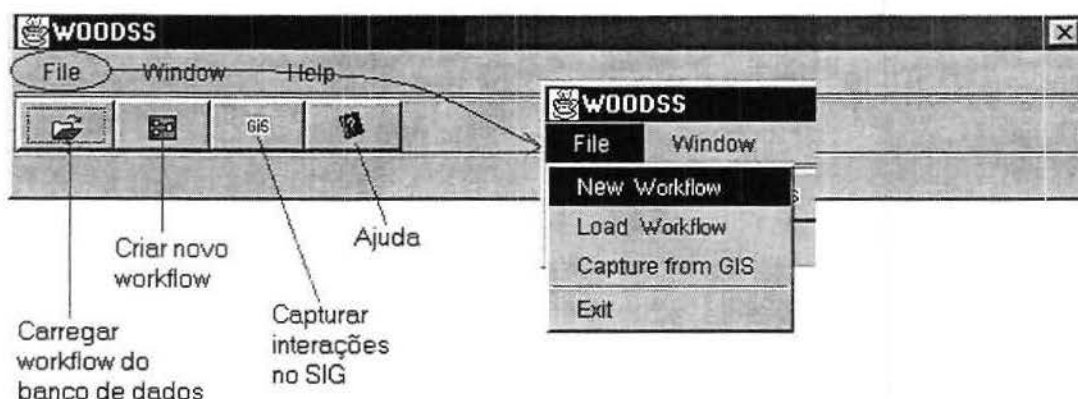 WOODSS
File Window Help
GIS
WOODSS
File Window
New Workflow
Load Workflow
Capture from GIS
Exit
Criar novo
workflow
Ajuda
Carregar
workflow do
banco de dados
Capturar
interações
no SIG